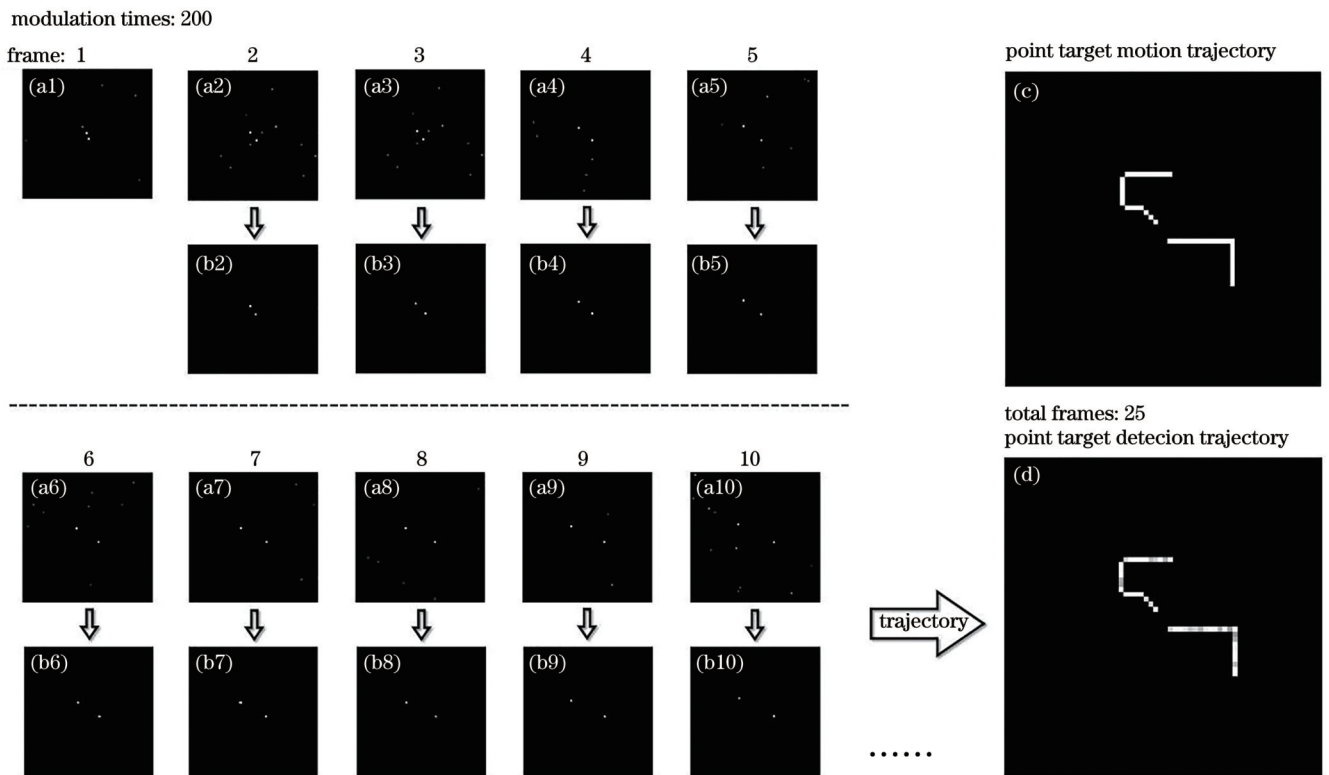 modulation times: 200
frame: 1 2 3 4 5
point target motion trajectory
(a1) (a2) (a3) (a4) (a5)
(c)
(b2) (b3) (b4) (b5)
total frames: 25
point target detecion trajectory
6 7 8 9 10
(a6) (a7) (a8) (a9) (a10)
(d)
trajectory
(b6) (b7) (b8) (b9) (b10)
......